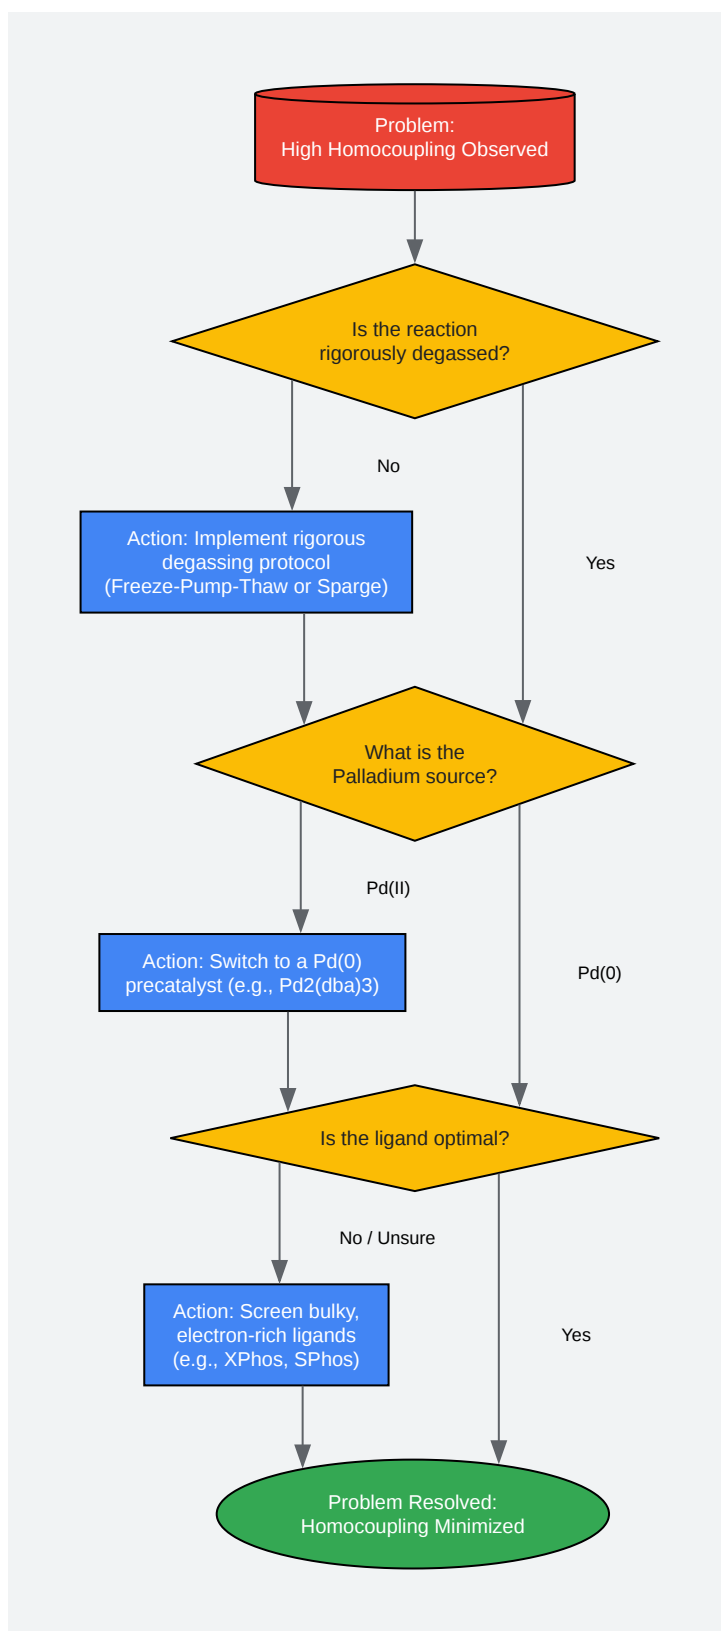 Problem:
High Homocoupling Observed
Is the reaction
rigorously degassed?
No
Action: Implement rigorous
degassing protocol
(Freeze-Pump-Thaw or Sparge)
Yes
What is the
Palladium source?
Pd(II)
Action: Switch to a Pd(0)
precatalyst (e.g., Pd2(dba)3)
Pd(0)
Is the ligand optimal?
No / Unsure
Action: Screen bulky,
electron-rich ligands
(e.g., XPhos, SPhos)
Yes
Problem Resolved:
Homocoupling Minimized